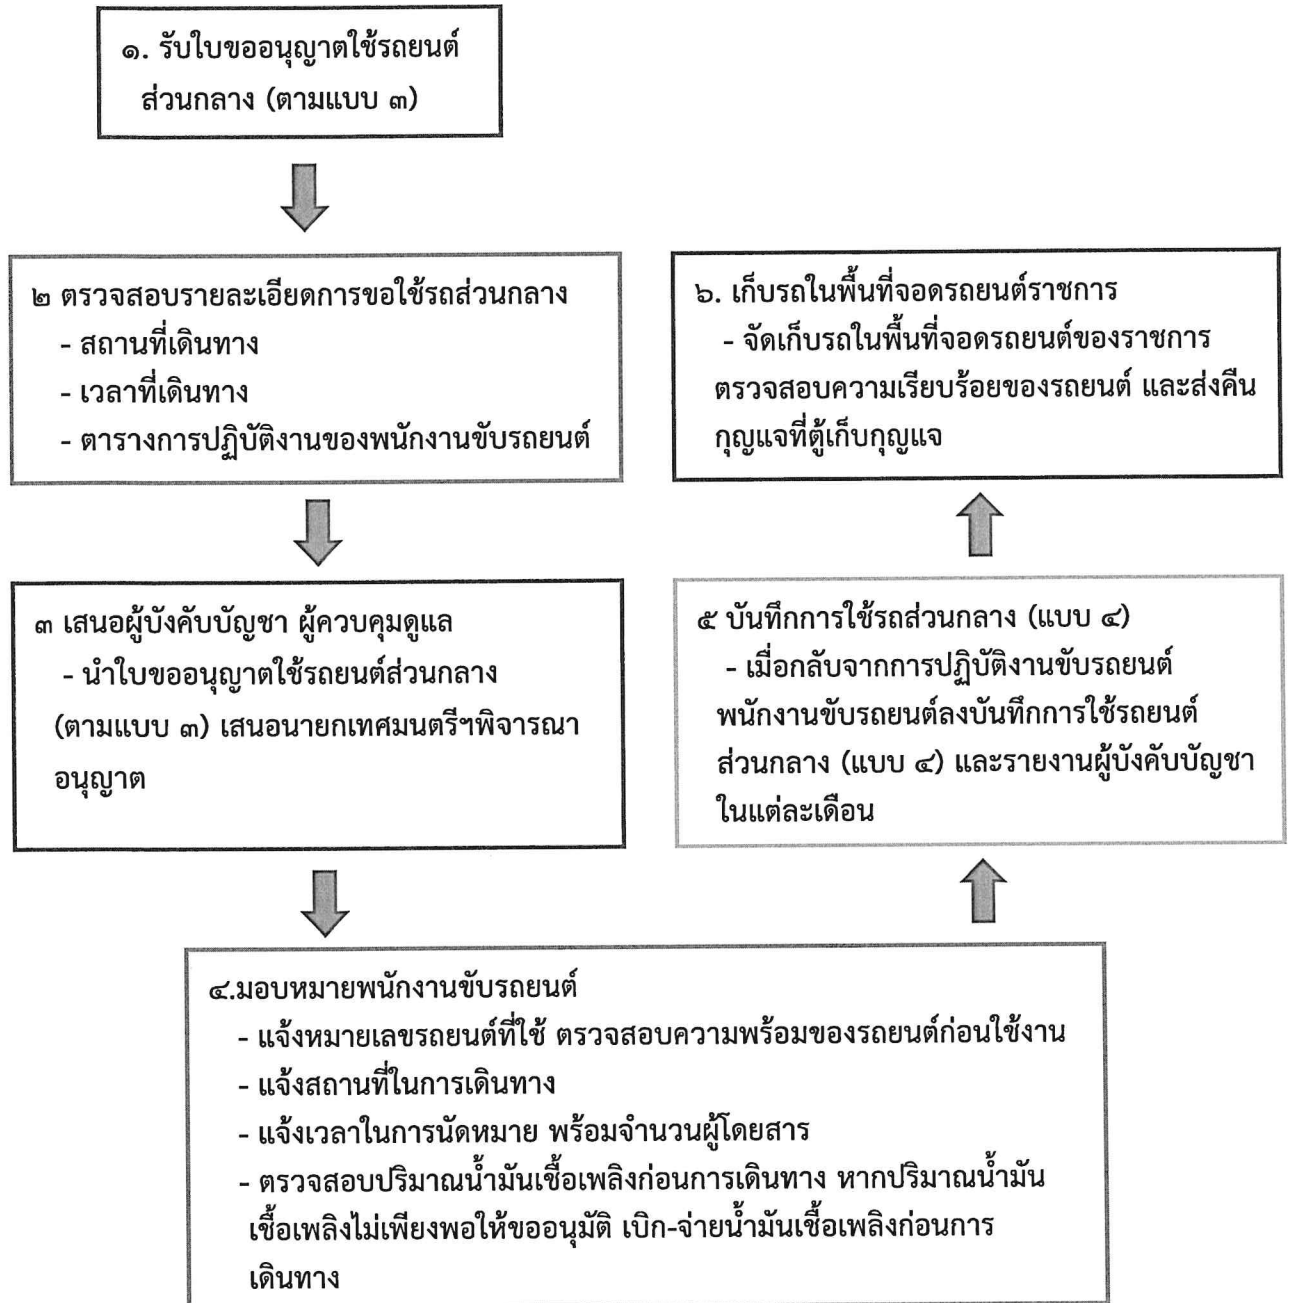 ๑. รับใบขออนุญาตใช้รถยนต์
ส่วนกลาง (ตามแบบ ๓)
๒ ตรวจสอบรายละเอียดการขอใช้รถส่วนกลาง
- สถานที่เดินทาง
- เวลาที่เดินทาง
- ตารางการปฏิบัติงานของพนักงานขับรถยนต์
๓ เสนอผู้บังคับบัญชา ผู้ควบคุมดูแล
- นำใบขออนุญาตใช้รถยนต์ส่วนกลาง
(ตามแบบ ๓) เสนอนายกเทศมนตรีฯพิจารณา
อนุญาต
๔.มอบหมายพนักงานขับรถยนต์
- แจ้งหมายเลขรถยนต์ที่ใช้ ตรวจสอบความพร้อมของรถยนต์ก่อนใช้งาน
- แจ้งสถานที่ในการเดินทาง
- แจ้งเวลาในการนัดหมาย พร้อมจำนวนผู้โดยสาร
- ตรวจสอบปริมาณน้ำมันเชื้อเพลิงก่อนการเดินทาง หากปริมาณน้ำมัน
เชื้อเพลิงไม่เพียงพอให้ขออนุมัติ เบิก-จ่ายน้ำมันเชื้อเพลิงก่อนการ
เดินทาง
๕ บันทึกการใช้รถส่วนกลาง (แบบ ๔)
- เมื่อกลับจากการปฏิบัติงานขับรถยนต์
พนักงานขับรถยนต์ลงบันทึกการใช้รถยนต์
ส่วนกลาง (แบบ ๔) และรายงานผู้บังคับบัญชา
ในแต่ละเดือน
๖. เก็บรถในพื้นที่จอดรถยนต์ราชการ
- จัดเก็บรถในพื้นที่จอดรถยนต์ของราชการ
ตรวจสอบความเรียบร้อยของรถยนต์ และส่งคืน
กุญแจที่ตู้เก็บกุญแจ